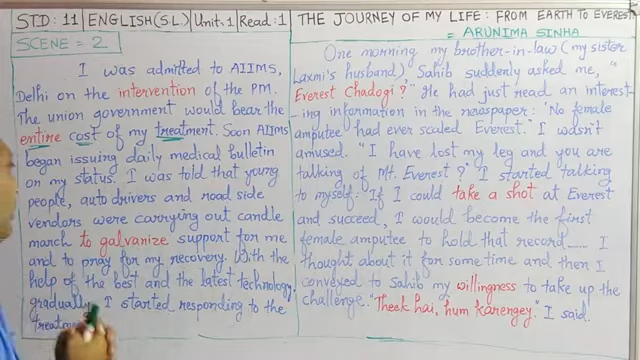 STD: 11 | ENGLISH (S.L.) | Unit: 1 | Read: 1 | THE JOURNEY OF MY LIFE: FROM EARTH TO EVEREST
= ARUNIMA SINHA
SCENE = 2
I was admitted to AIIMS,
Delhi on the intervention of the PM.
The union government would bear the
entire cost of my treatment. Soon AIIMS
began issuing daily medical bulletin
on my status. I was told that young
people, auto drivers and road side
vendors were carrying out candle
march to galvanize support for me
and to pray for my recovery. With the
help of the best and the latest technology,
gradually I started responding to the
treatment
One morning my brother-in-law (my sister
Laxmi's husband), Sahib suddenly asked me, "
Everest Chadogi?" He had just read an interest-
-ing information in the newspaper: 'No female
amputee had ever scaled Everest.' I wasn't
amused. "I have lost my leg and you are
talking of Mt. Everest?" I started talking
to myself. 'If I could take a shot at Everest
and succeed, I would become the first
female amputee to hold that record...... I
thought about it for some time and then I
conveyed to Sahib my willingness to take up the
challenge. "Theek hai, hum karengey." I said.